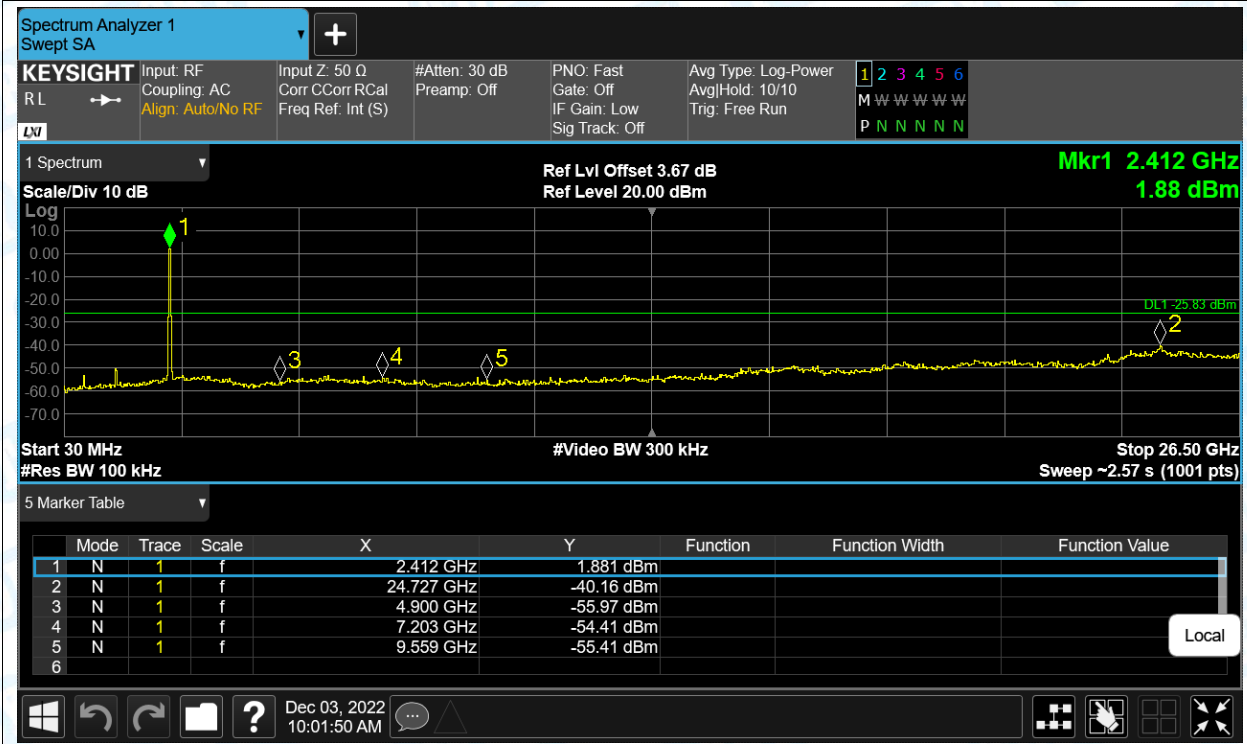 Spectrum Analyzer 1
Swept SA
KEYSIGHT
R L
LXI
Input: RF
Coupling: AC
Align: Auto/No RF
Input Z: 50 Ω
Corr CCorr RCal
Freq Ref: Int (S)
#Atten: 30 dB
Preamp: Off
PNO: Fast
Gate: Off
IF Gain: Low
Sig Track: Off
Avg Type: Log-Power
Avg|Hold: 10/10
Trig: Free Run
1 2 3 4 5 6
M W W W W W
P N N N N N
1 Spectrum
Scale/Div 10 dB
Ref Lvl Offset 3.67 dB
Ref Level 20.00 dBm
Mkr1 2.412 GHz
1.88 dBm
Log
10.0
0.00
-10.0
-20.0
-30.0
-40.0
-50.0
-60.0
-70.0
1
DL1 -25.83 dBm
2
3
4
5
Start 30 MHz
#Video BW 300 kHz
Stop 26.50 GHz
#Res BW 100 kHz
Sweep ~2.57 s (1001 pts)
5 Marker Table
Mode Trace Scale X Y Function Function Width Function Value
1 N 1 f 2.412 GHz 1.881 dBm
2 N 1 f 24.727 GHz -40.16 dBm
3 N 1 f 4.900 GHz -55.97 dBm
4 N 1 f 7.203 GHz -54.41 dBm
5 N 1 f 9.559 GHz -55.41 dBm
6
Local
?
Dec 03, 2022
10:01:50 AM